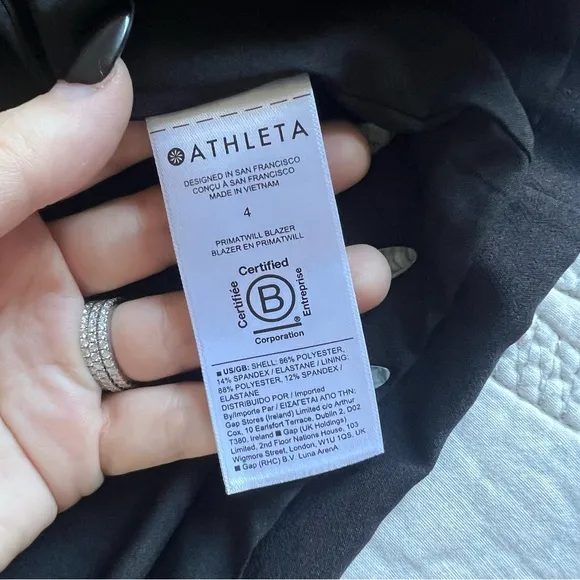 ATHLETA
DESIGNED IN SAN FRANCISCO
CONÇU À SAN FRANCISCO
MADE IN VIETNAM
4
PRIMATWILL BLAZER
BLAZER EN PRIMATWILL
Certified
Certifiée
B
Entreprise
®
Corporation
■ US/GB: SHELL: 86% POLYESTER,
14% SPANDEX / ELASTANE / LINING:
88% POLYESTER, 12% SPANDEX /
ELASTANE
DISTRIBUIDO POR / Imported
By/Importe Par / ΕΙΣΑΓΕΤΑΙ ΑΠΟ ΤΗΝ:
Gap Stores (Ireland) Limited c/o Arthur
Cox. 10 Earlsfort Terrace, Dublin 2, D02
T380. Ireland ■ Gap (UK Holdings)
Limited, 2nd Floor Nations House, 103
Wigmore Street, London, W1U 1QS. UK
■ Gap (RHC) B.V. Luna ArenA.